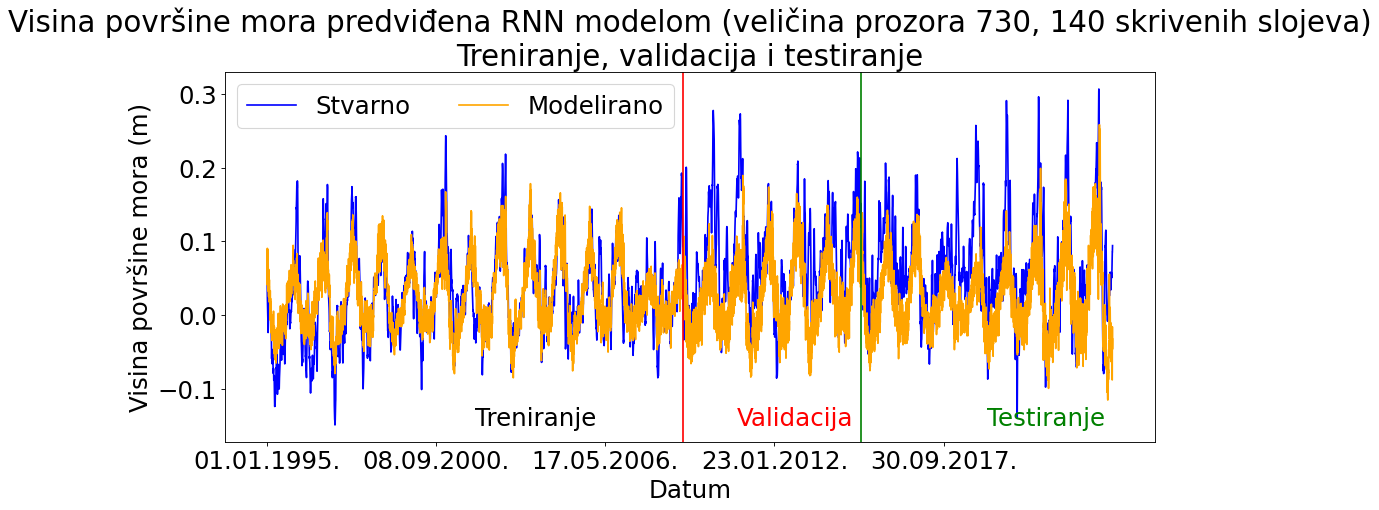 Visina površine mora predviđena RNN modelom (veličina prozora 730, 140 skrivenih slojeva)
Treniranje, validacija i testiranje
Stvarno
Modelirano
Visina površine mora (m)
0.3
0.2
0.1
0.0
−0.1
Treniranje
Validacija
Testiranje
01.01.1995.
08.09.2000.
17.05.2006.
23.01.2012.
30.09.2017.
Datum